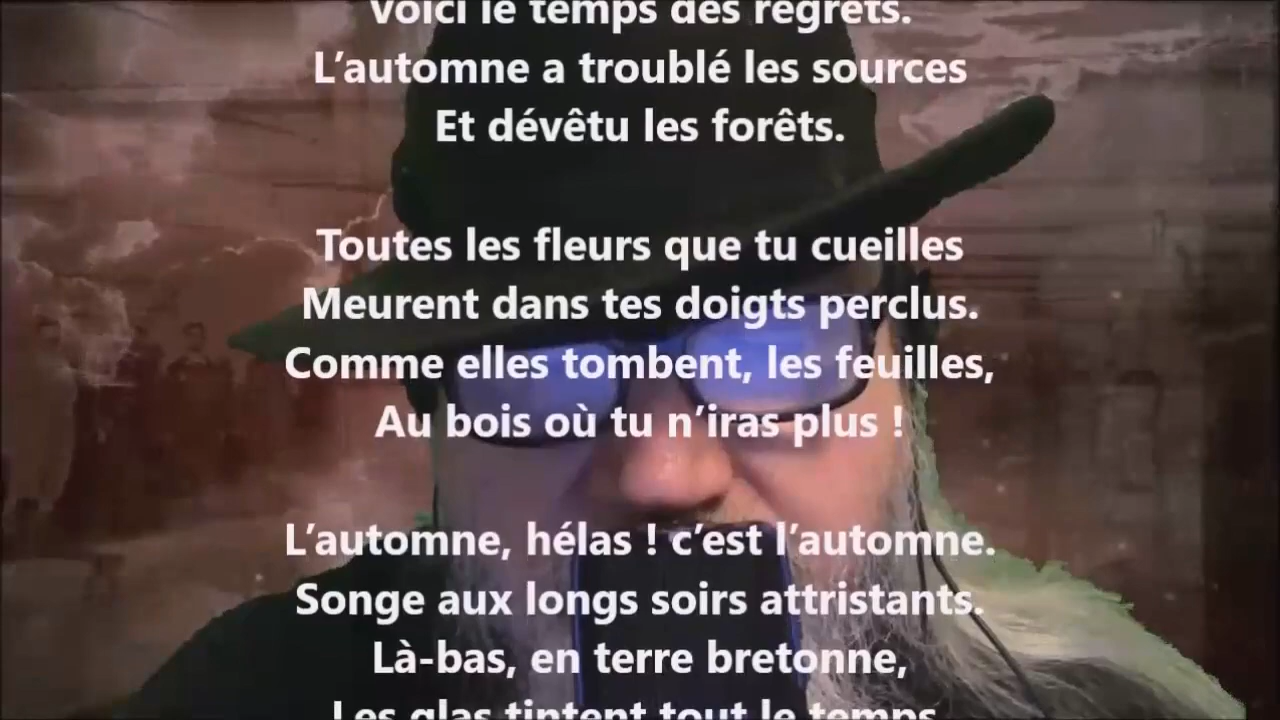 Voici le temps des regrets.
L’automne a troublé les sources
Et dévêtu les forêts.
Toutes les fleurs que tu cueilles
Meurent dans tes doigts perclus.
Comme elles tombent, les feuilles,
Au bois où tu n’iras plus !
L’automne, hélas ! c’est l’automne.
Songe aux longs soirs attristants.
Là-bas, en terre bretonne,
Les glas tintent tout le temps